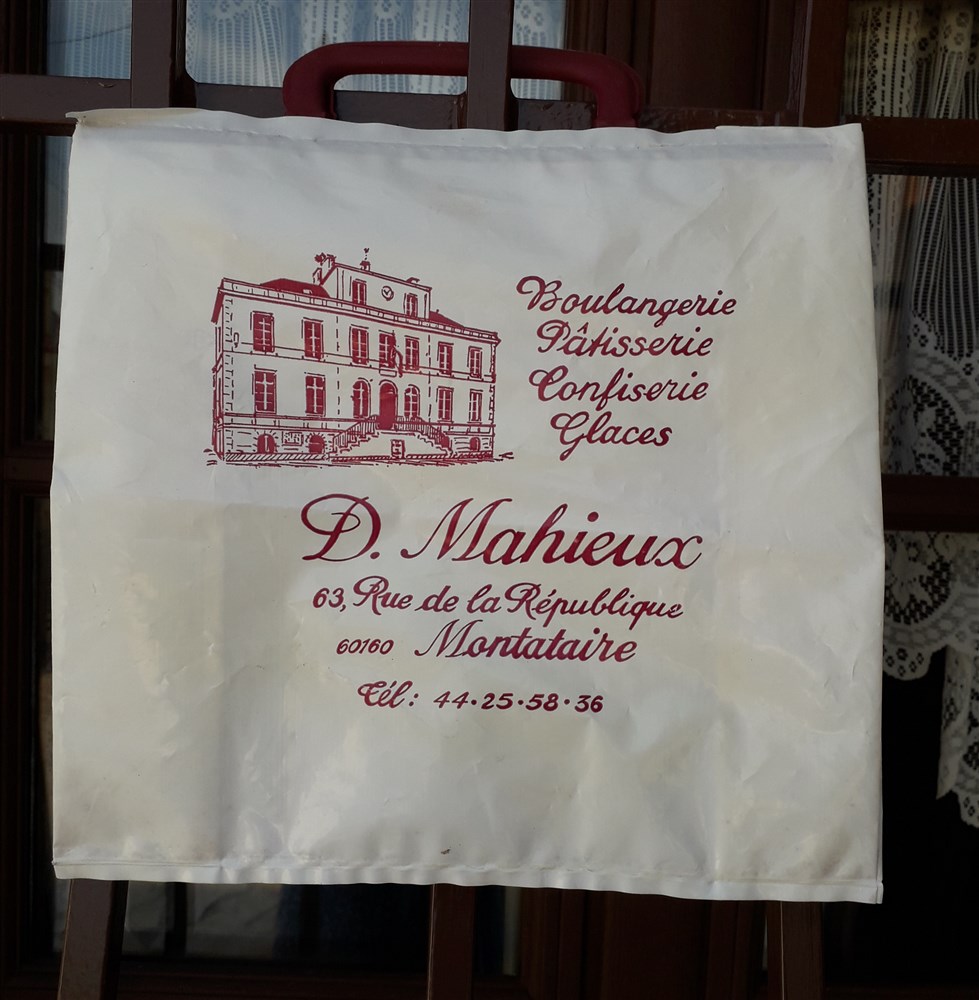 Boulangerie
Pâtisserie
Confiserie
Glaces
D. Mahieux
63, Rue de la République
60160 Montataire
Tél: 44·25·58·36